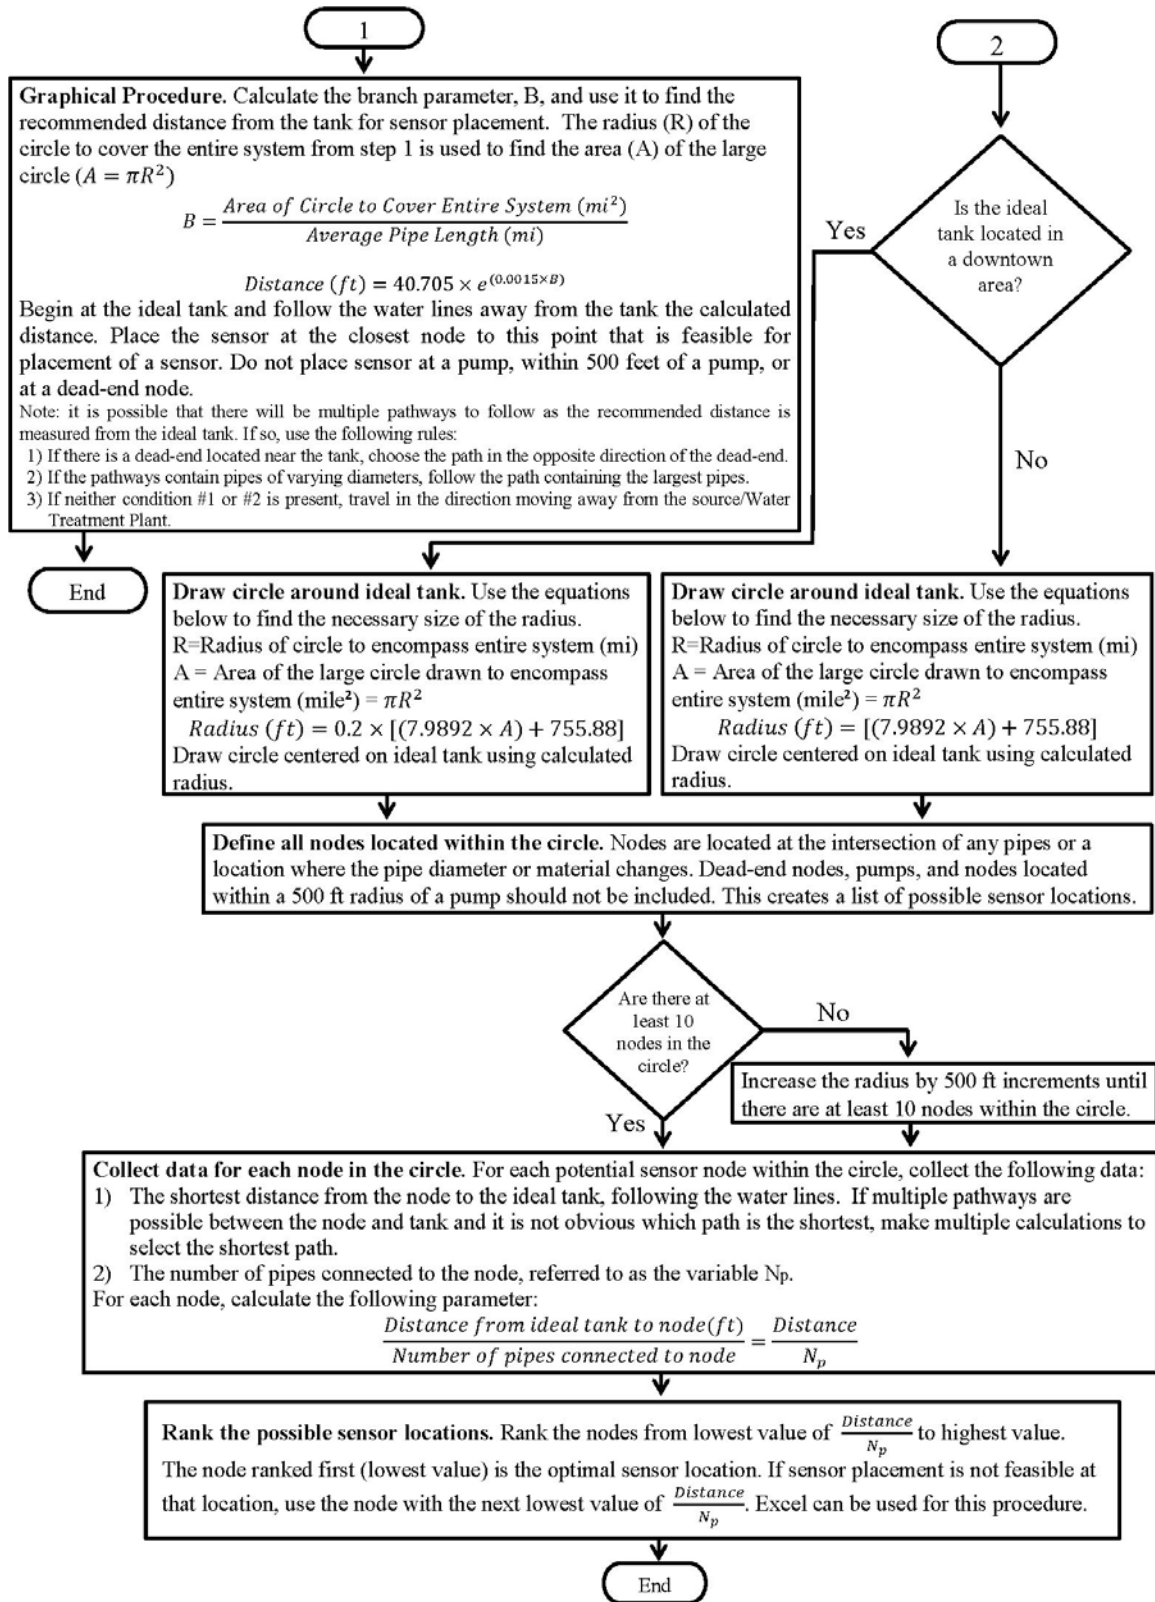 1
2
Graphical Procedure. Calculate the branch parameter, B, and use it to find the
recommended distance from the tank for sensor placement. The radius (R) of the
circle to cover the entire system from step 1 is used to find the area (A) of the large
circle (A = πR²)
B = Area of Circle to Cover Entire System (mi²) / Average Pipe Length (mi)
Distance (ft) = 40.705 × e^(0.0015×B)
Begin at the ideal tank and follow the water lines away from the tank the calculated
distance. Place the sensor at the closest node to this point that is feasible for
placement of a sensor. Do not place sensor at a pump, within 500 feet of a pump, or
at a dead-end node.
Note: it is possible that there will be multiple pathways to follow as the recommended distance is
measured from the ideal tank. If so, use the following rules:
1) If there is a dead-end located near the tank, choose the path in the opposite direction of the dead-end.
2) If the pathways contain pipes of varying diameters, follow the path containing the largest pipes.
3) If neither condition #1 or #2 is present, travel in the direction moving away from the source/Water
Treatment Plant.
End
Is the ideal
tank located in
a downtown
area?
Yes
No
Draw circle around ideal tank. Use the equations
below to find the necessary size of the radius.
R=Radius of circle to encompass entire system (mi)
A = Area of the large circle drawn to encompass
entire system (mile²) = πR²
Radius (ft) = 0.2 × [(7.9892 × A) + 755.88]
Draw circle centered on ideal tank using calculated
radius.
Draw circle around ideal tank. Use the equations
below to find the necessary size of the radius.
R=Radius of circle to encompass entire system (mi)
A = Area of the large circle drawn to encompass
entire system (mile²) = πR²
Radius (ft) = [(7.9892 × A) + 755.88]
Draw circle centered on ideal tank using calculated
radius.
Define all nodes located within the circle. Nodes are located at the intersection of any pipes or a
location where the pipe diameter or material changes. Dead-end nodes, pumps, and nodes located
within a 500 ft radius of a pump should not be included. This creates a list of possible sensor locations.
Are there at
least 10
nodes in the
circle?
No
Yes
Increase the radius by 500 ft increments until
there are at least 10 nodes within the circle.
Collect data for each node in the circle. For each potential sensor node within the circle, collect the following data:
1) The shortest distance from the node to the ideal tank, following the water lines. If multiple pathways are
possible between the node and tank and it is not obvious which path is the shortest, make multiple calculations to
select the shortest path.
2) The number of pipes connected to the node, referred to as the variable Np.
For each node, calculate the following parameter:
Distance from ideal tank to node(ft) / Number of pipes connected to node = Distance / Np
Rank the possible sensor locations. Rank the nodes from lowest value of Distance / Np to highest value.
The node ranked first (lowest value) is the optimal sensor location. If sensor placement is not feasible at
that location, use the node with the next lowest value of Distance / Np. Excel can be used for this procedure.
End